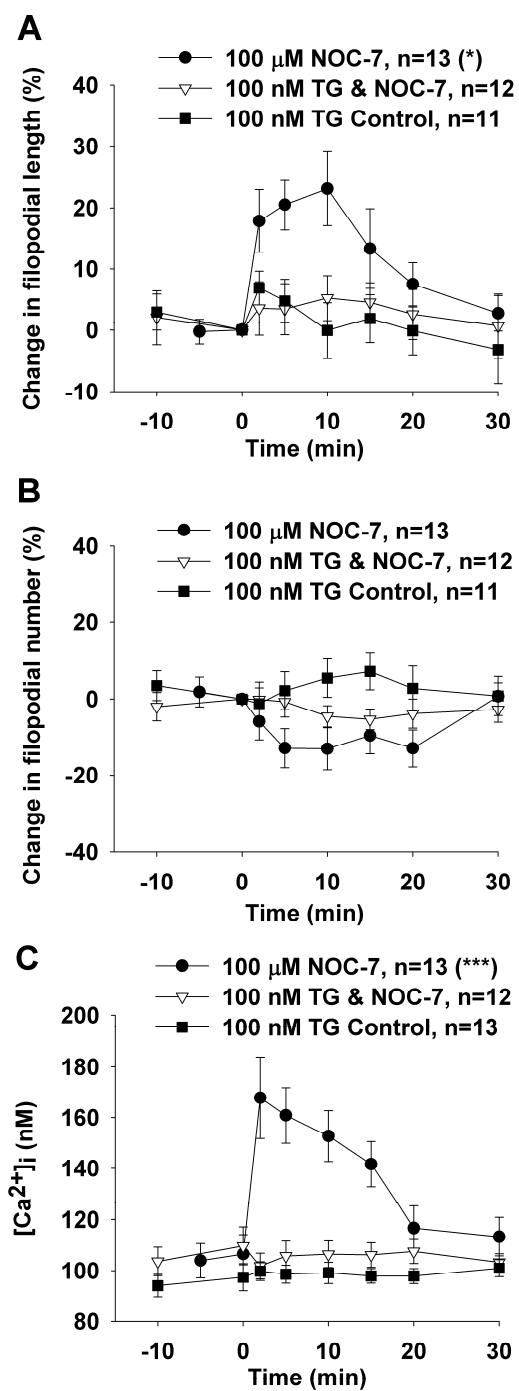 A
100 μM NOC-7, n=13 (*)
100 nM TG & NOC-7, n=12
100 nM TG Control, n=11
Change in filopodial length (%)
40
30
20
10
0
-10
-10 0 10 20 30
Time (min)
B
100 μM NOC-7, n=13
100 nM TG & NOC-7, n=12
100 nM TG Control, n=11
Change in filopodial number (%)
40
20
0
-20
-40
-10 0 10 20 30
Time (min)
C
100 μM NOC-7, n=13 (***)
100 nM TG & NOC-7, n=12
100 nM TG Control, n=13
[Ca2+]i (nM)
200
180
160
140
120
100
80
-10 0 10 20 30
Time (min)